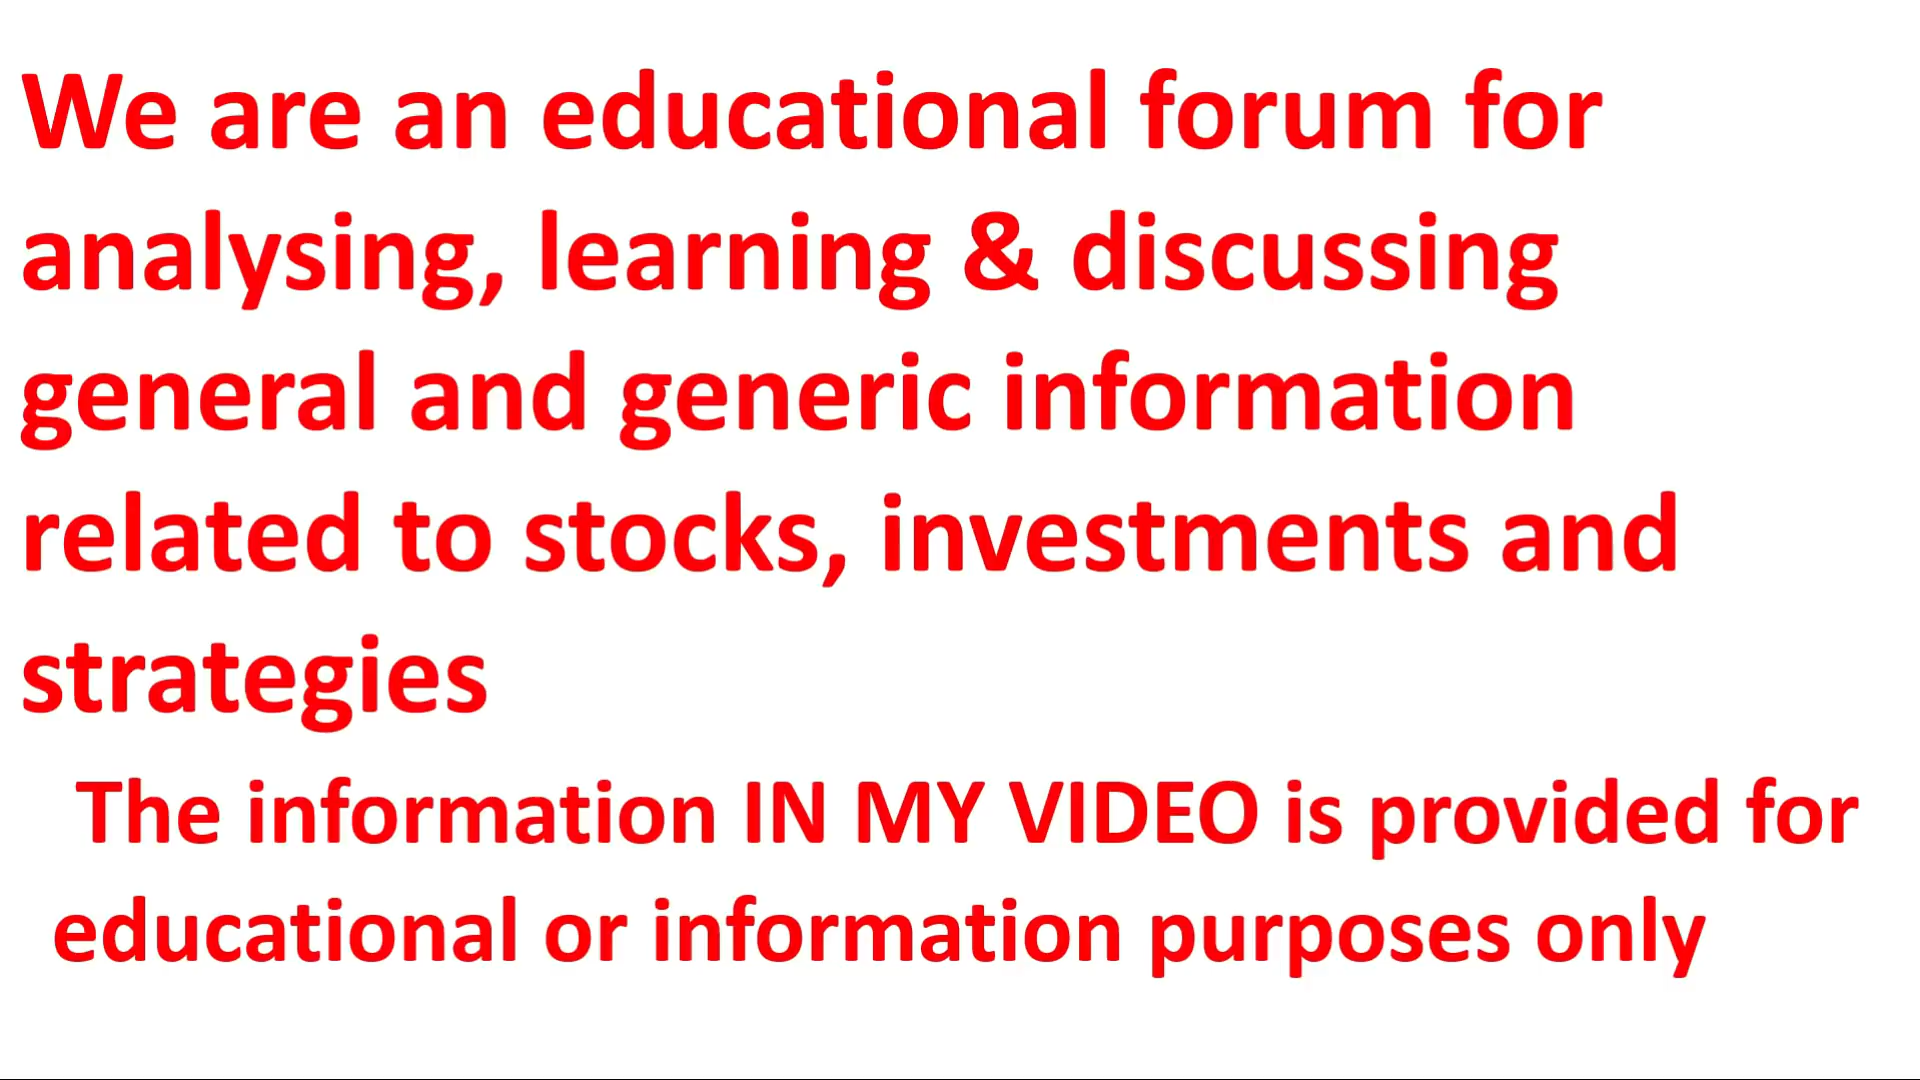 We are an educational forum for
analysing, learning & discussing
general and generic information
related to stocks, investments and
strategies
The information IN MY VIDEO is provided for
educational or information purposes only